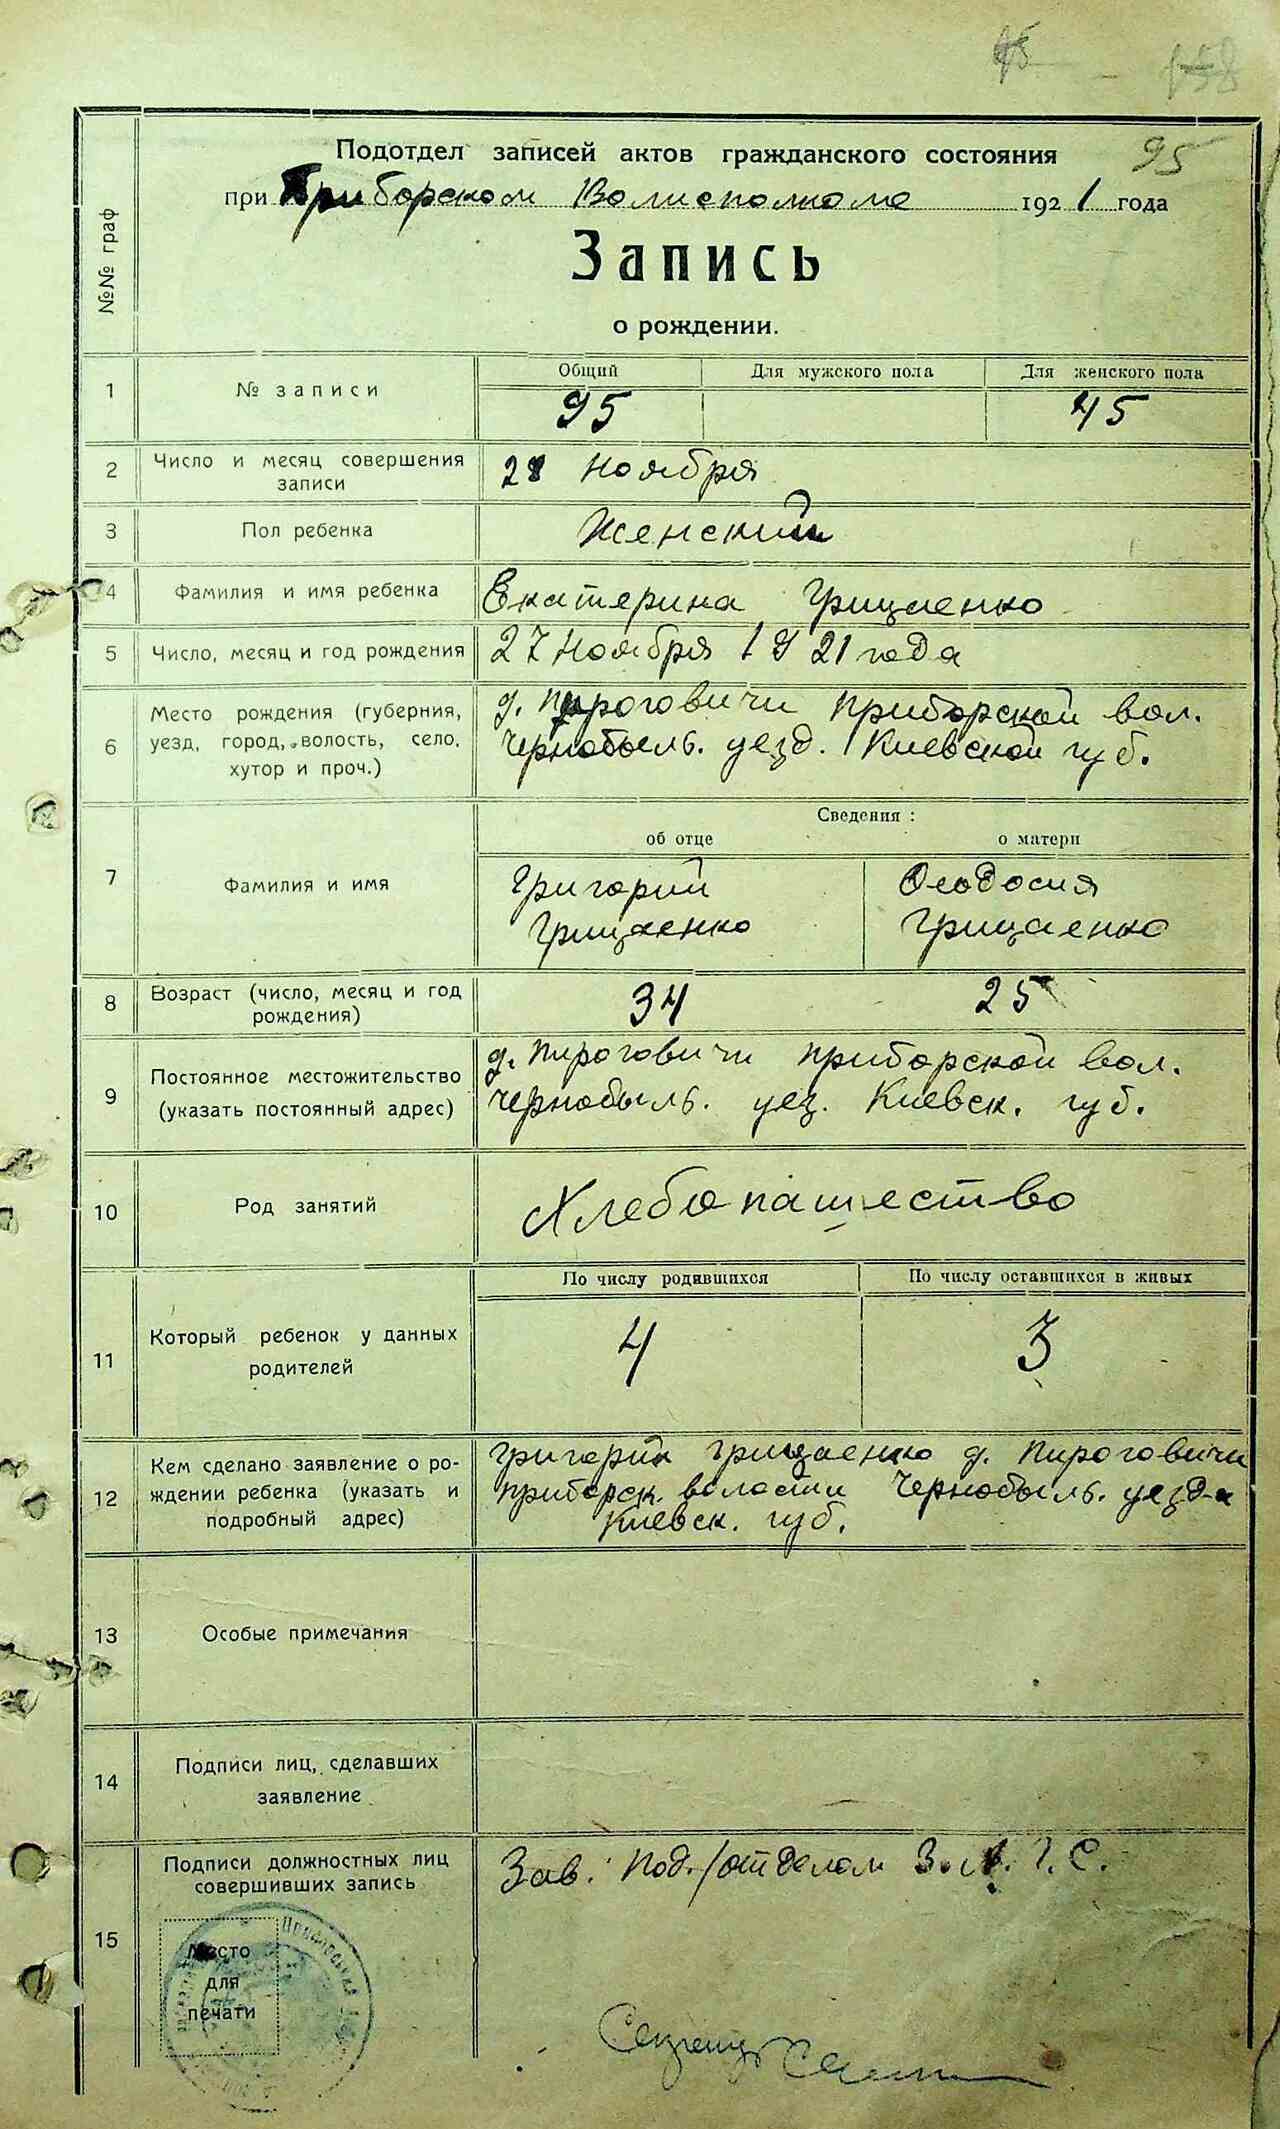 95
95
Подотдел записей актов гражданского состояния
при Приборском Волисполкоме 1921 года
Запись
о рождении.
№№ граф
Общий Для мужского пола Для женского пола
1 № записи 95 45
2 Число и месяц совершения записи 28 Ноября
3 Пол ребенка Женский
4 Фамилия и имя ребенка Екатерина Грицаенко
5 Число, месяц и год рождения 27 Ноября 1921 года
6 Место рождения (губерния, д. Пироговичи Приборской вол.
уезд, город, волость, село, Чернобыль. уезд. Киевской губ.
хутор и проч.)
Сведения :
об отце о матери
7 Фамилия и имя Григорий Феодосия
Грицаенко Грицаенко
8 Возраст (число, месяц и год рождения) 34 25
9 Постоянное местожительство д. Пироговичи Приборской вол.
(указать постоянный адрес) Чернобыль. уез. Киевск. губ.
10 Род занятий Хлебопашество
По числу родившихся По числу оставшихся в живых
11 Который ребенок у данных родителей 4 3
12 Кем сделано заявление о ро- Григорий Грицаенко д. Пироговичи
ждении ребенка (указать и Приборск. волости Чернобыль. уезда
подробный адрес) Киевск. губ.
13 Особые примечания
14 Подписи лиц, сделавших
заявление
Подписи должностных лиц Зав. Под/отделом З. А. Г. С.
совершивших запись
15 Место
для
печати